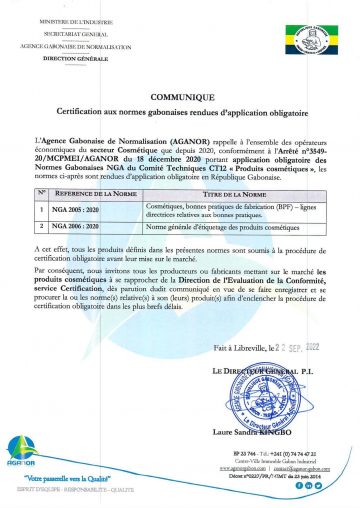 MINISTERE DE L'INDUSTRIE
SECRETARIAT GENERAL
AGENCE GABONAISE DE NORMALISATION
DIRECTION GÉNÉRALE
COMMUNIQUE
Certification aux normes gabonaises rendues d'application obligatoire
L'Agence Gabonaise de Normalisation (AGANOR) rappelle à l'ensemble des opérateurs
économiques du secteur Cosmétique que depuis 2020, conformément à l'Arrêté n°3549-
20/MCPMEI/AGANOR du 18 décembre 2020 portant application obligatoire des
Normes Gabonaises NGA du Comité Techniques CT12 « Produits cosmétiques », les
normes ci-après sont rendues d'application obligatoire en République Gabonaise.
N° REFERENCE DE LA NORME TITRE DE LA NORME
1 NGA 2005 : 2020 Cosmétiques, bonnes pratiques de fabrication (BPF) – lignes
directrices relatives aux bonnes pratiques.
2 NGA 2006 : 2020 Norme générale d'étiquetage des produits cosmétiques
A cet effet, tous les produits définis dans les présentes normes sont soumis à la procédure de
certification obligatoire avant leur mise sur le marché.
Par conséquent, nous invitons tous les producteurs ou fabricants mettant sur le marché les
produits cosmétiques à se rapprocher de la Direction de l'Evaluation de la Conformité,
service Certification, dès parution dudit communiqué en vue de se faire enregistrer et se
procurer la ou les norme(s) relative(s) à son (leurs) produit(s) afin d'enclencher la procédure de
certification obligatoire dans les plus brefs délais.
Fait à Libreville, le 22 SEP. 2022
LE DIRECTEUR GENERAL P.I.
Laure Sandra KINGBO
AGANOR
"Votre passerelle vers la Qualité"
ESPRIT D'EQUIPE - RESPONSABILITE - QUALITE
BP 23 744 - Tél. : +241 (0) 74 74 47 21
Centre-Ville Immeuble Gabon Industriel
www.aganor-gabon.com | contact@aganor-gabon.com